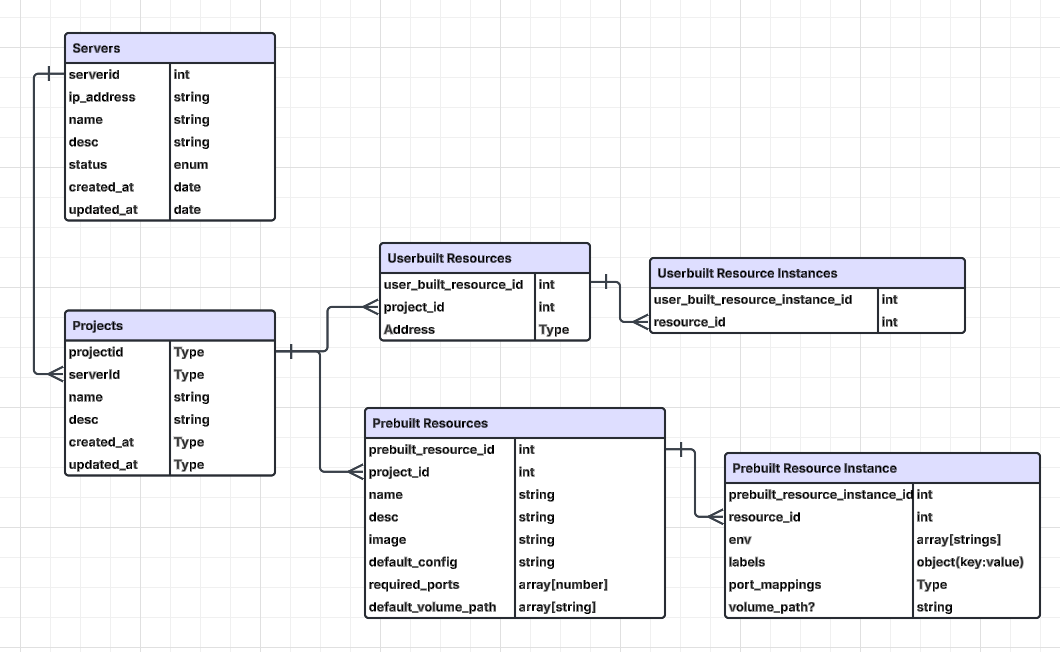 Servers
serverid int
ip_address string
name string
desc string
status enum
created_at date
updated_at date
Projects
projectid Type
serverId Type
name string
desc string
created_at Type
updated_at Type
Userbuilt Resources
user_built_resource_id int
project_id int
Address Type
Userbuilt Resource Instances
user_built_resource_instance_id int
resource_id int
Prebuilt Resources
prebuilt_resource_id int
project_id int
name string
desc string
image string
default_config string
required_ports array[number]
default_volume_path array[string]
Prebuilt Resource Instance
prebuilt_resource_instance_id int
resource_id int
env array[strings]
labels object(key:value)
port_mappings Type
volume_path? string